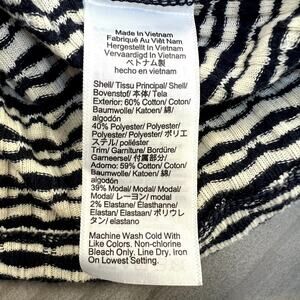 Made In Vietnam
Fabriqué Au Viêt Nam
Hergestellt In Vietnam
Vervaardigd In Vietnam
ベトナム製
hecho en vietnam
Shell/ Tissu Principal/ Shell/
Bovenstof/ 本体/ Tela
Exterior: 60% Cotton/ Coton/
Baumwolle/ Katoen/ 綿/
algodón
40% Polyester/ Polyester/
Polyester/ Polyester/ ポリエ
ステル/ poliéster
Trim/ Garniture/ Bordüre/
Garneersel/ 付属部分/
Adorno: 59% Cotton/ Coton/
Baumwolle/ Katoen/ 綿/
algodón
39% Modal/ Modal/ Modal/
Modal/ レーヨン/ modal
2% Elastane/ Élasthanne/
Elastan/ Elastaan/ ポリウレ
タン/ elastano
Machine Wash Cold With
Like Colors. Non-chlorine
Bleach Only. Line Dry, Iron
On Lowest Setting.